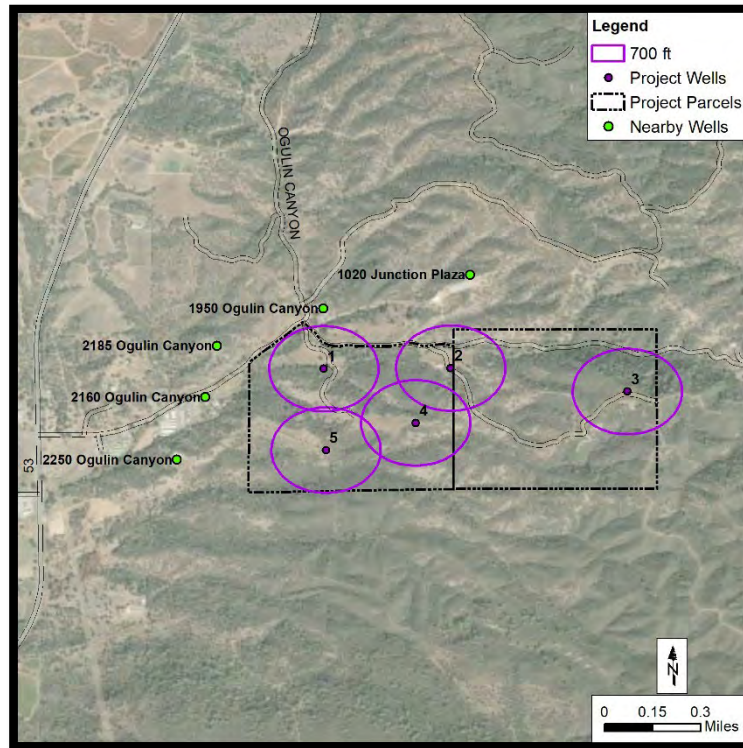 Legend
700 ft
Project Wells
Project Parcels
Nearby Wells
OGULIN CANYON
1020 Junction Plaza
1950 Ogulin Canyon
2185 Ogulin Canyon
1
2
3
2160 Ogulin Canyon
4
5
2250 Ogulin Canyon
53
N
0 0.15 0.3
Miles